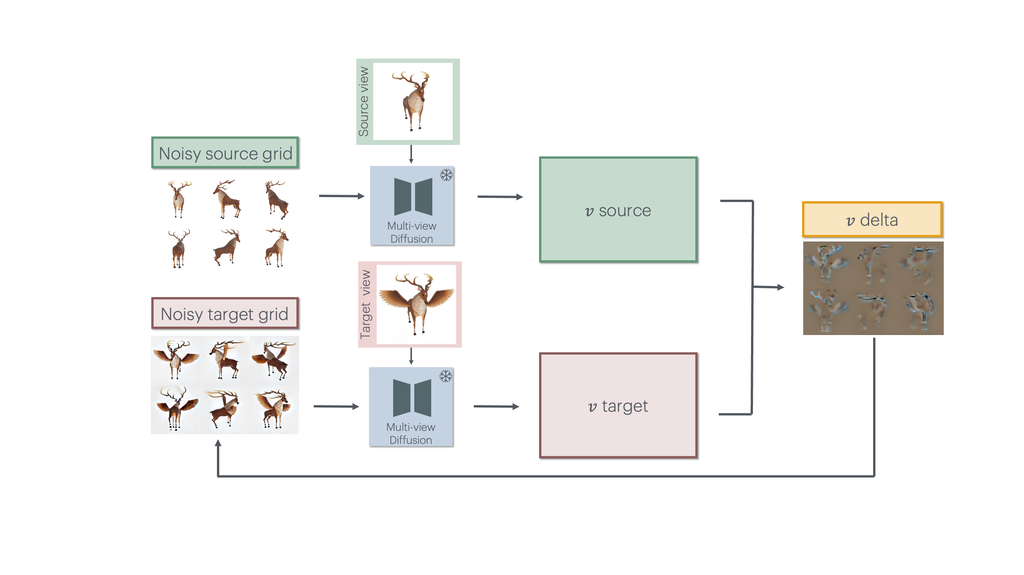 Source view
Noisy source grid
Multi-view
Diffusion
v source
v delta
Target view
Noisy target grid
Multi-view
Diffusion
v target